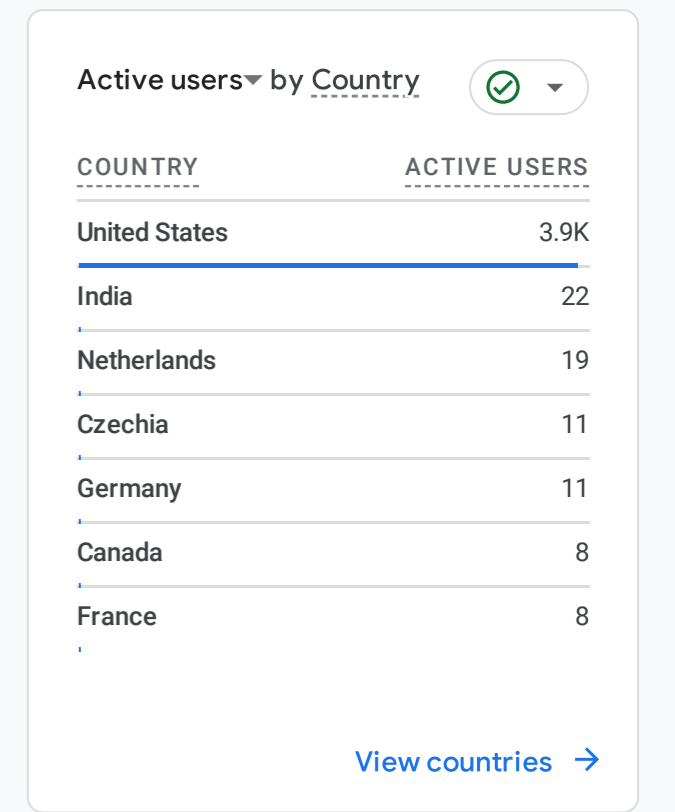 Active users by Country
COUNTRY ACTIVE USERS
United States 3.9K
India 22
Netherlands 19
Czechia 11
Germany 11
Canada 8
France 8
View countries